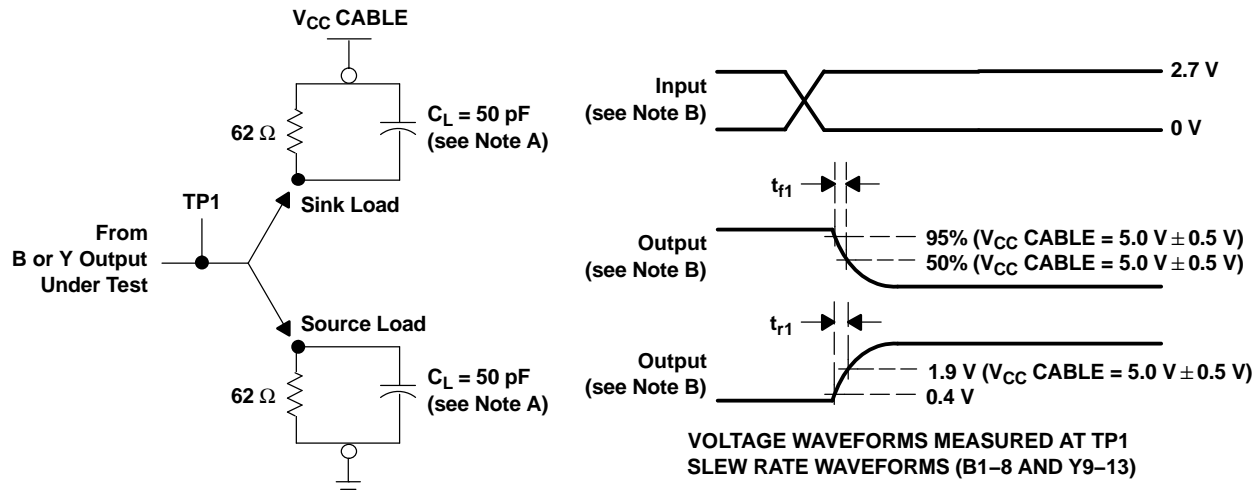 VCC CABLE
62 Ω
CL = 50 pF
(see Note A)
TP1
Sink Load
From
B or Y Output
Under Test
Source Load
62 Ω
CL = 50 pF
(see Note A)
Input
(see Note B)
2.7 V
0 V
tf1
Output
(see Note B)
95% (VCC CABLE = 5.0 V ± 0.5 V)
50% (VCC CABLE = 5.0 V ± 0.5 V)
tr1
Output
(see Note B)
1.9 V (VCC CABLE = 5.0 V ± 0.5 V)
0.4 V
VOLTAGE WAVEFORMS MEASURED AT TP1
SLEW RATE WAVEFORMS (B1–8 AND Y9–13)